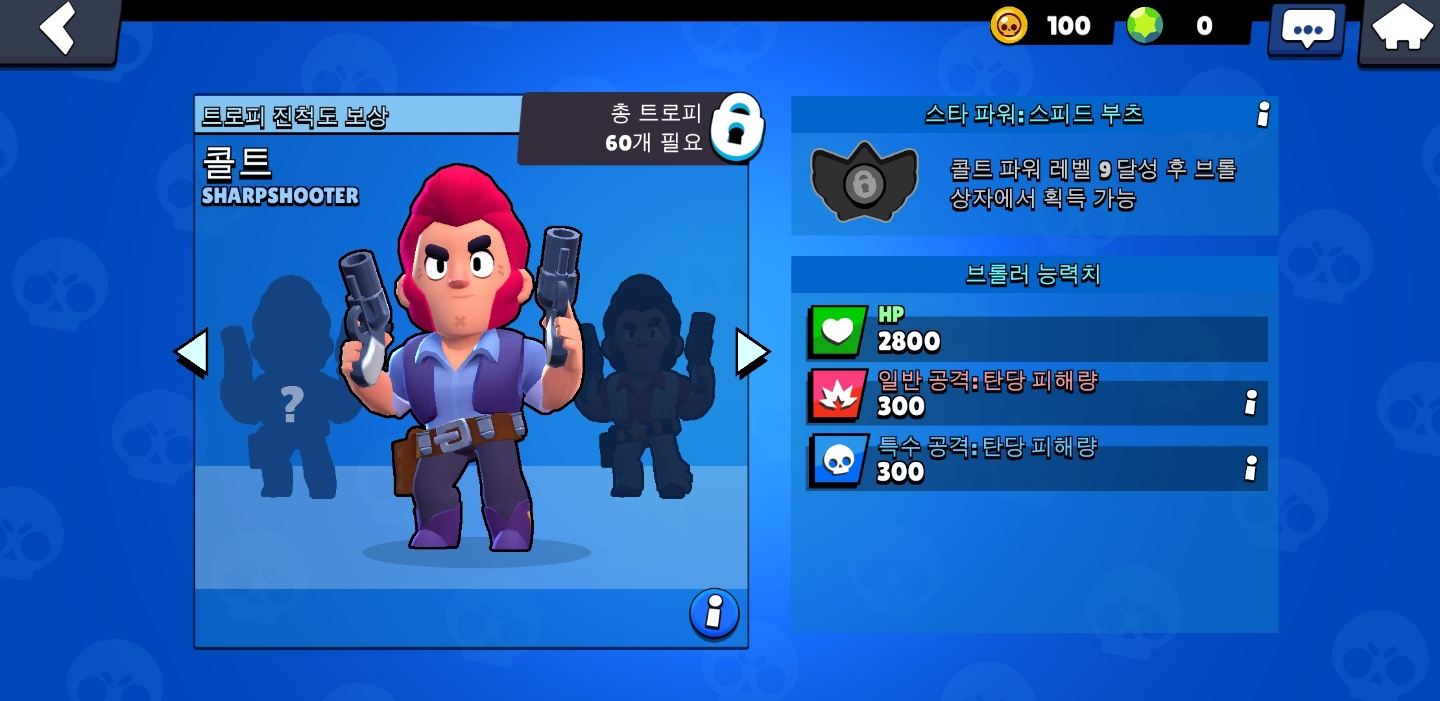 100
0
트로피 진척도 보상
총 트로피
60개 필요
콜트
SHARPSHOOTER
?
스타 파워: 스피드 부츠
콜트 파워 레벨 9 달성 후 브롤
상자에서 획득 가능
브롤러 능력치
HP
2800
일반 공격: 탄당 피해량
300
특수 공격: 탄당 피해량
300